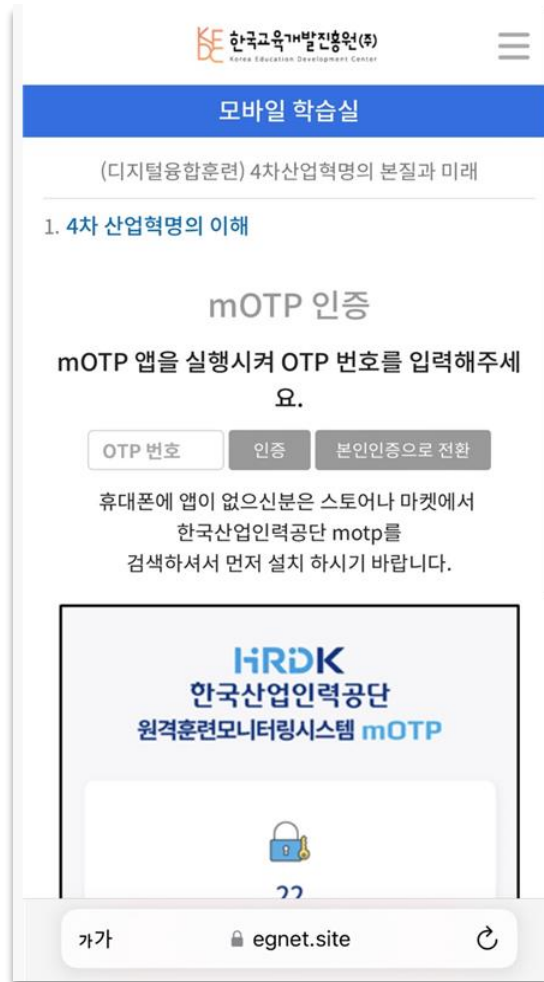 한국교육개발진흥원(주)
Korea Education Development Center
모바일 학습실
(디지털융합훈련) 4차산업혁명의 본질과 미래
1. 4차 산업혁명의 이해
mOTP 인증
mOTP 앱을 실행시켜 OTP 번호를 입력해주세
요.
OTP 번호 인증 본인인증으로 전환
휴대폰에 앱이 없으신분은 스토어나 마켓에서
한국산업인력공단 motp를
검색하셔서 먼저 설치 하시기 바랍니다.
HRDK
한국산업인력공단
원격훈련모니터링시스템 mOTP
22
가가 egnet.site